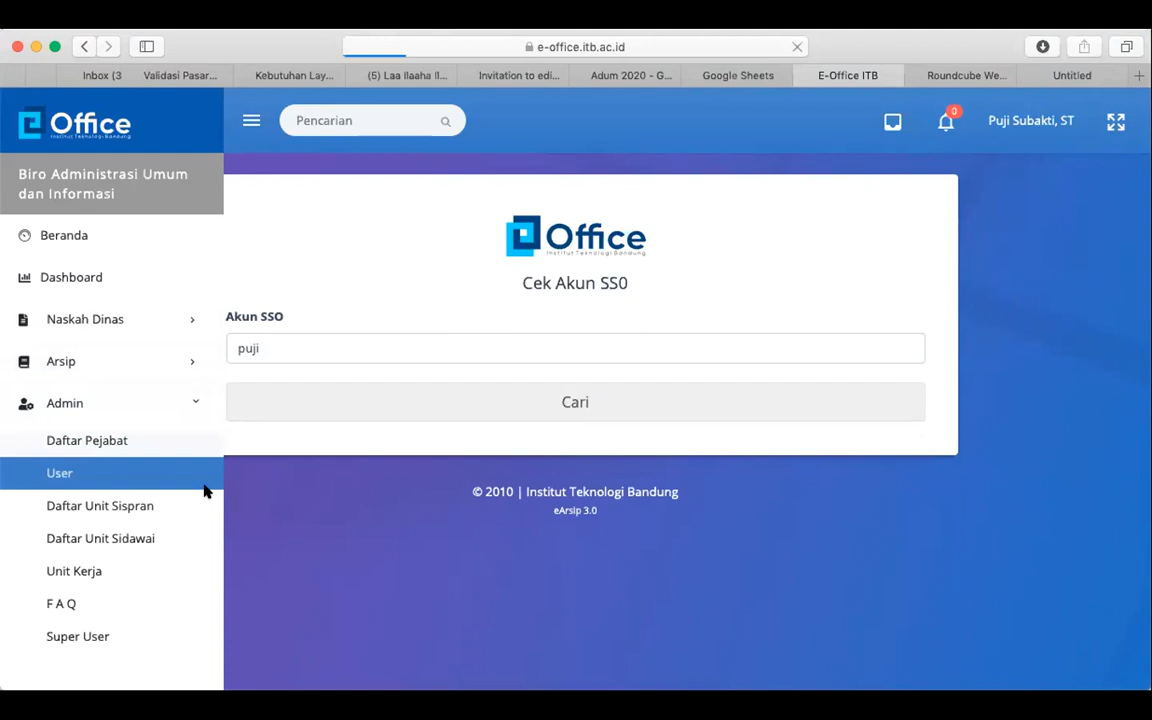 e-office.itb.ac.id
Inbox (3
Validasi Pasar...
Kebutuhan Lay...
(5) Laa Ilaaha Il...
Invitation to edi...
Adum 2020 - G...
Google Sheets
E-Office ITB
Roundcube We...
Untitled
Office
Institut Teknologi Bandung
Pencarian
0
Puji Subakti, ST
Biro Administrasi Umum
dan Informasi
Beranda
Dashboard
Naskah Dinas
Arsip
Admin
Daftar Pejabat
User
Daftar Unit Sispran
Daftar Unit Sidawai
Unit Kerja
F A Q
Super User
Office
Institut Teknologi Bandung
Cek Akun SS0
Akun SSO
puji
Cari
© 2010 | Institut Teknologi Bandung
eArsip 3.0